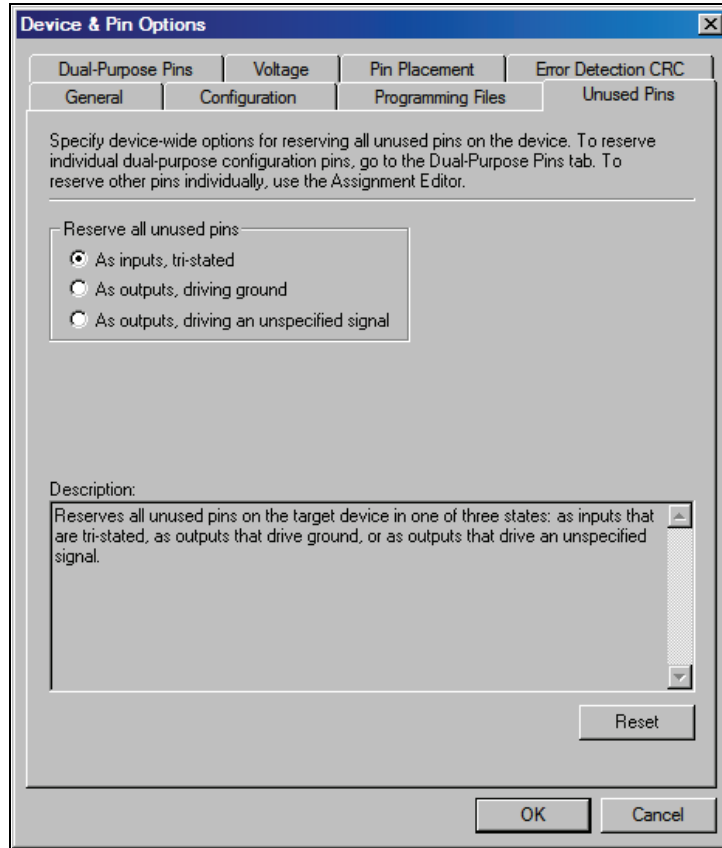 Device & Pin Options
Dual-Purpose Pins Voltage Pin Placement Error Detection CRC
General Configuration Programming Files Unused Pins
Specify device-wide options for reserving all unused pins on the device. To reserve
individual dual-purpose configuration pins, go to the Dual-Purpose Pins tab. To
reserve other pins individually, use the Assignment Editor.
Reserve all unused pins
As inputs, tri-stated
As outputs, driving ground
As outputs, driving an unspecified signal
Description:
Reserves all unused pins on the target device in one of three states: as inputs that
are tri-stated, as outputs that drive ground, or as outputs that drive an unspecified
signal.
Reset
OK Cancel